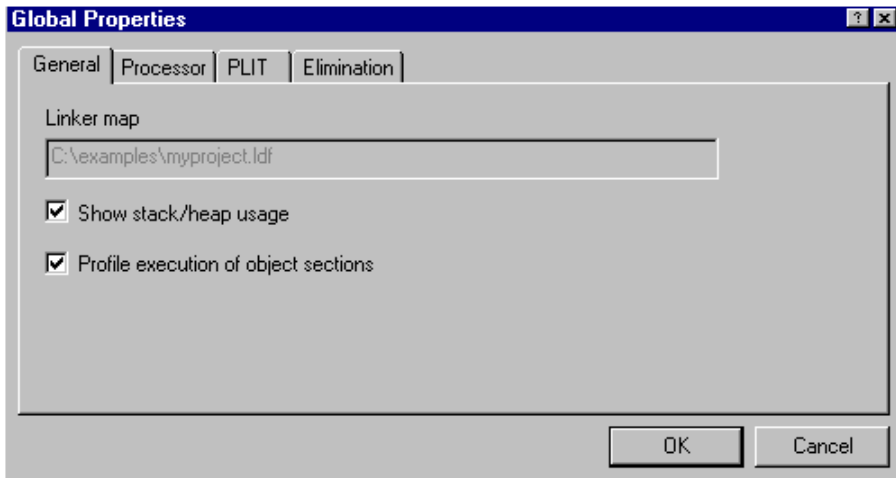 Global Properties
General Processor PLIT Elimination
Linker map
C:\examples\myproject.ldf
Show stack/heap usage
Profile execution of object sections
OK Cancel